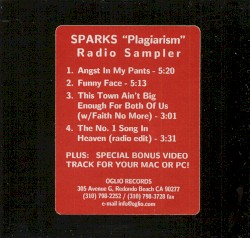 SPARKS "Plagiarism"
Radio Sampler
1. Angst In My Pants - 5:20
2. Funny Face - 5:13
3. This Town Ain't Big
Enough For Both Of Us
(w/Faith No More) - 3:01
4. The No. 1 Song In
Heaven (radio edit) - 3:31
PLUS: SPECIAL BONUS VIDEO
TRACK FOR YOUR MAC OR PC!
OGLIO RECORDS
305 Avenue G, Redondo Beach CA 90277
(310) 798-2252 / (310) 798-3728 fax
e-mail info@oglio.com